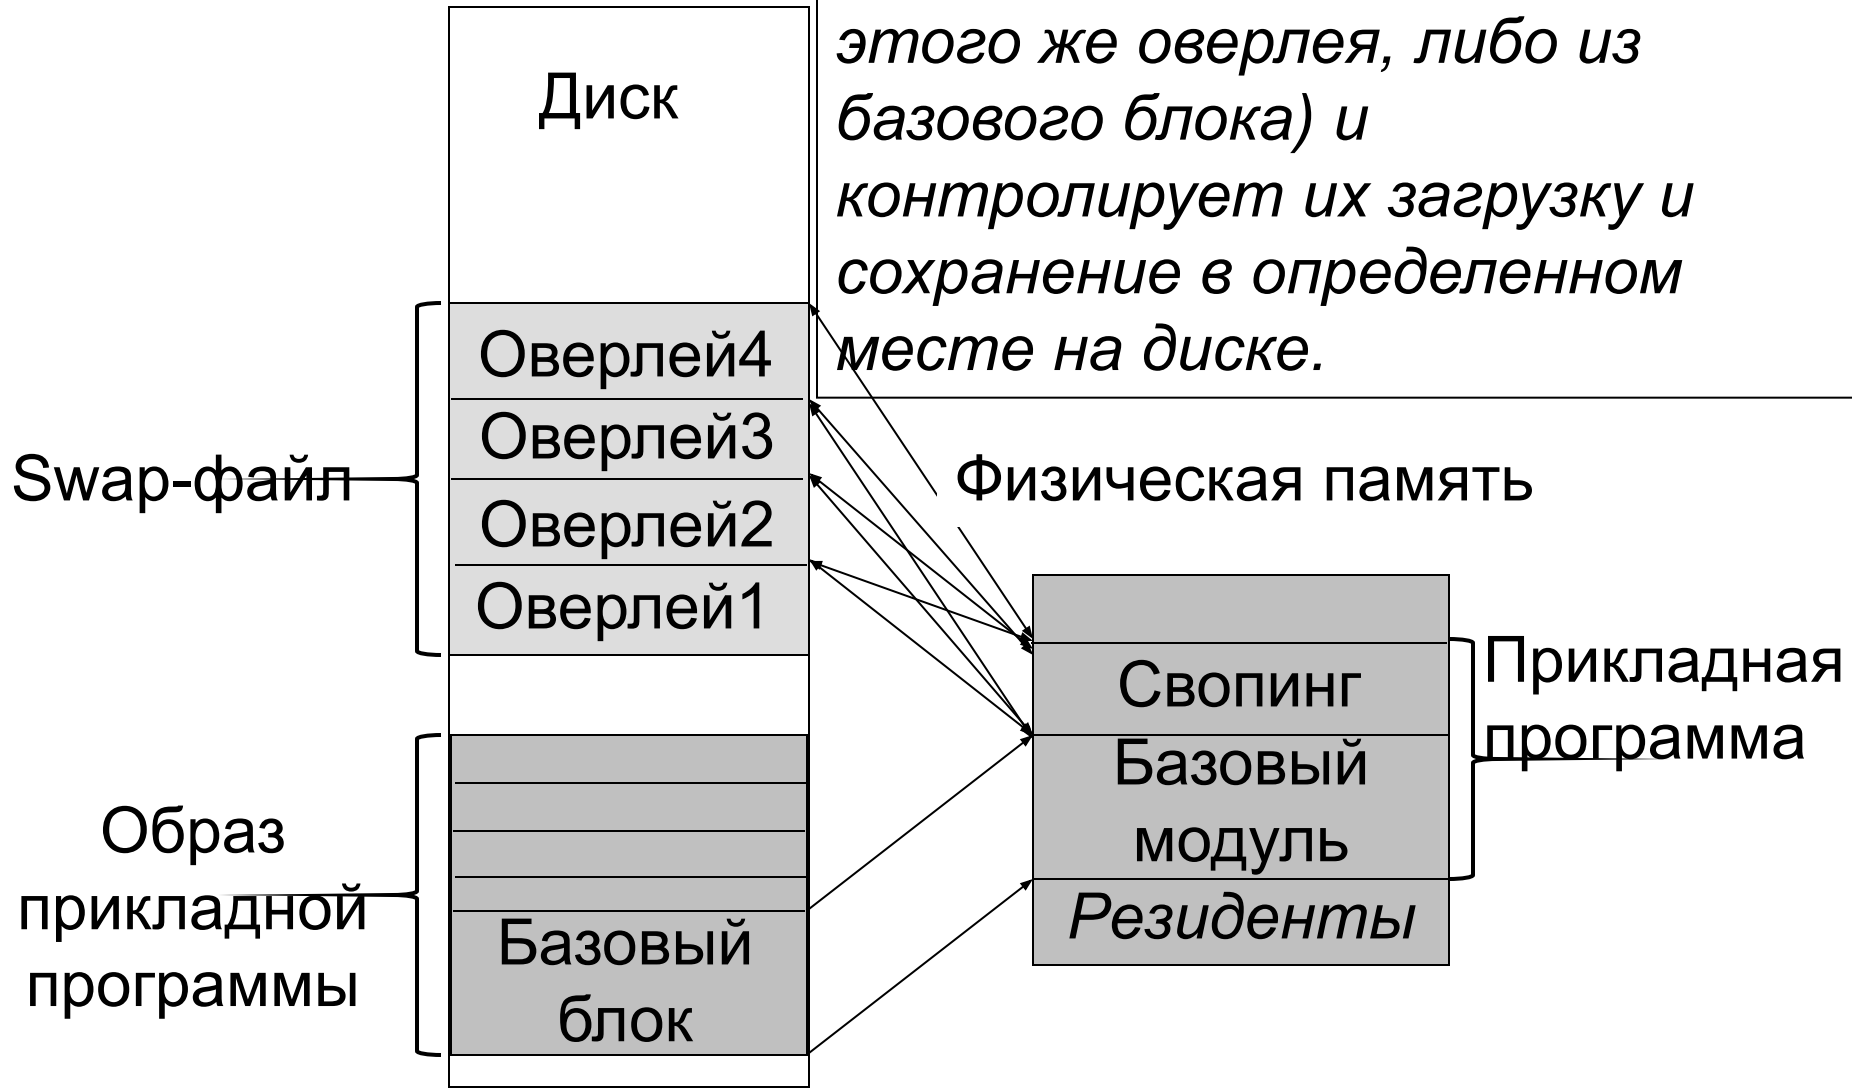 этого же оверлея, либо из
базового блока) и
контролирует их загрузку и
сохранение в определенном
месте на диске.
Диск
Оверлей4
Оверлей3
Оверлей2
Оверлей1
Swap-файл
Физическая память
Свопинг
Базовый
модуль
Резиденты
Прикладная
программа
Образ
прикладной
программы
Базовый
блок